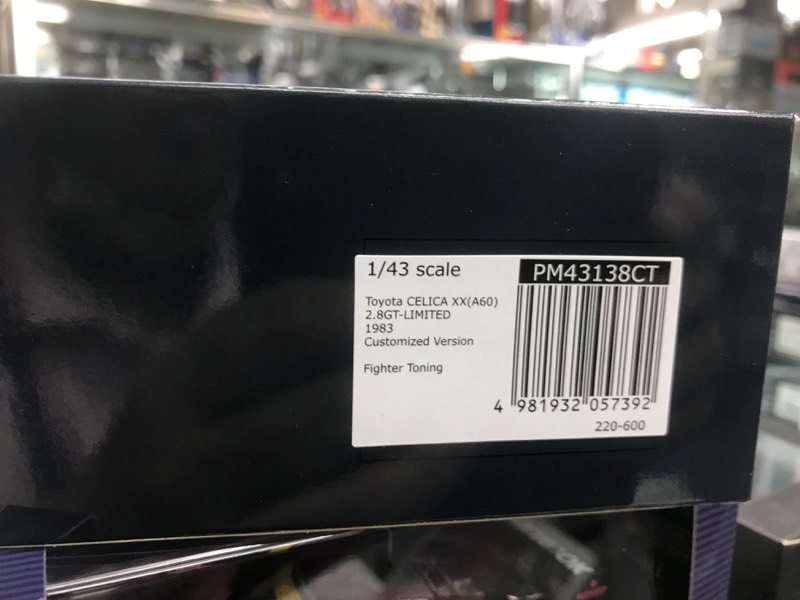 1/43 scale
PM43138CT
Toyota CELICA XX(A60)
2.8GT-LIMITED
1983
Customized Version
Fighter Toning
4 981932 057392
220-600